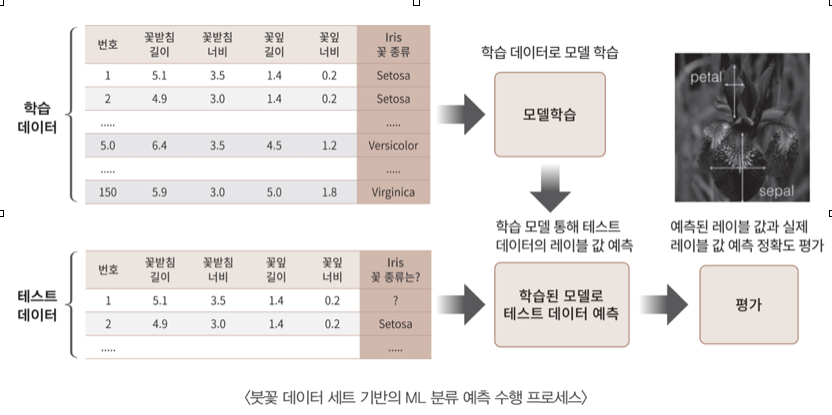 학습
데이터
번호 꽃받침 길이 꽃받침 너비 꽃잎 길이 꽃잎 너비 Iris 꽃 종류
1 5.1 3.5 1.4 0.2 Setosa
2 4.9 3.0 1.4 0.2 Setosa
..... .....
5.0 6.4 3.5 4.5 1.2 Versicolor
..... .....
150 5.9 3.0 5.0 1.8 Virginica
학습 데이터로 모델 학습
모델학습
petal
sepal
학습 모델 통해 테스트
데이터의 레이블 값 예측
예측된 레이블 값과 실제
레이블 값 예측 정확도 평가
테스트
데이터
번호 꽃받침 길이 꽃받침 너비 꽃잎 길이 꽃잎 너비 Iris 꽃 종류는?
1 5.1 3.5 1.4 0.2 ?
2 4.9 3.0 1.4 0.2 Setosa
..... .....
학습된 모델로
테스트 데이터 예측
평가
<붓꽃 데이터 세트 기반의 ML 분류 예측 수행 프로세스>